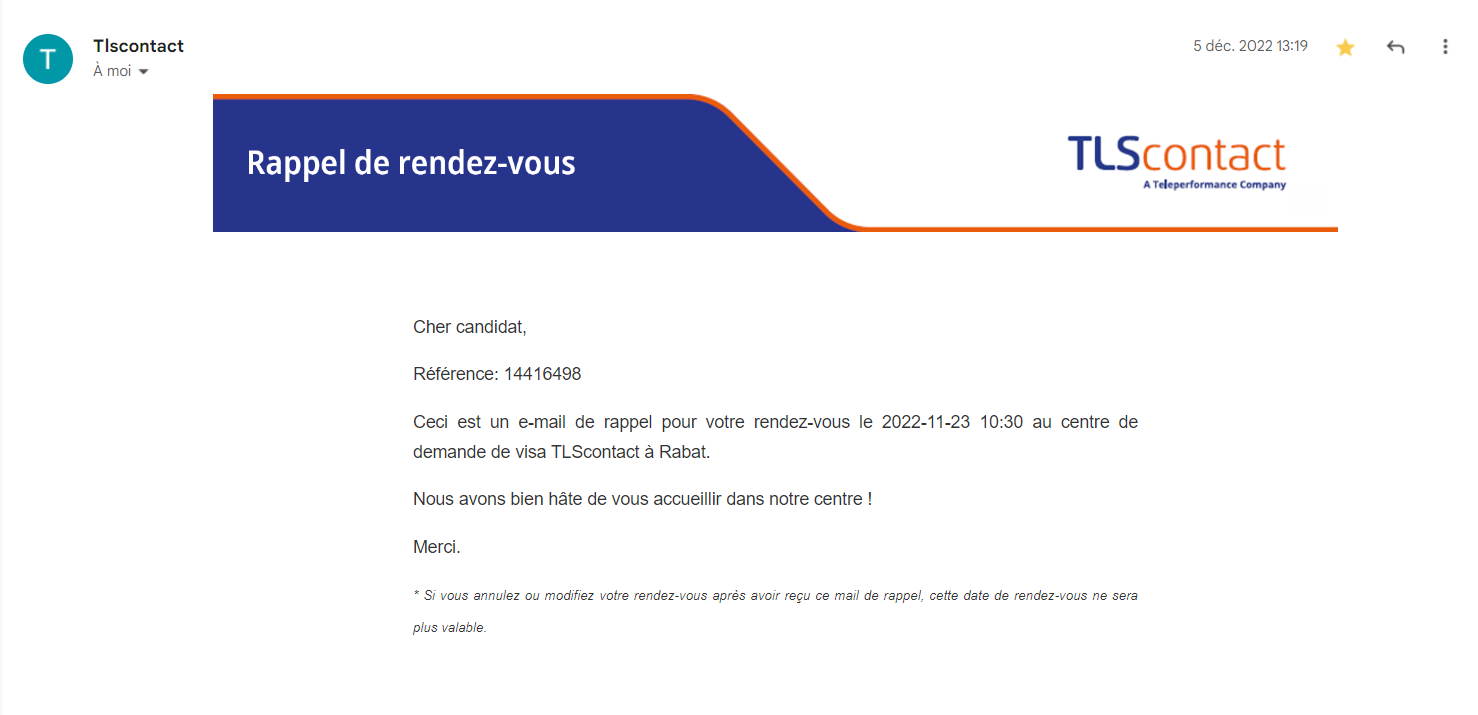 T
Tlscontact
À moi
5 déc. 2022 13:19
Rappel de rendez-vous
TLScontact
A Teleperformance Company
Cher candidat,
Référence: 14416498
Ceci est un e-mail de rappel pour votre rendez-vous le 2022-11-23 10:30 au centre de
demande de visa TLScontact à Rabat.
Nous avons bien hâte de vous accueillir dans notre centre !
Merci.
* Si vous annulez ou modifiez votre rendez-vous après avoir reçu ce mail de rappel, cette date de rendez-vous ne sera
plus valable.